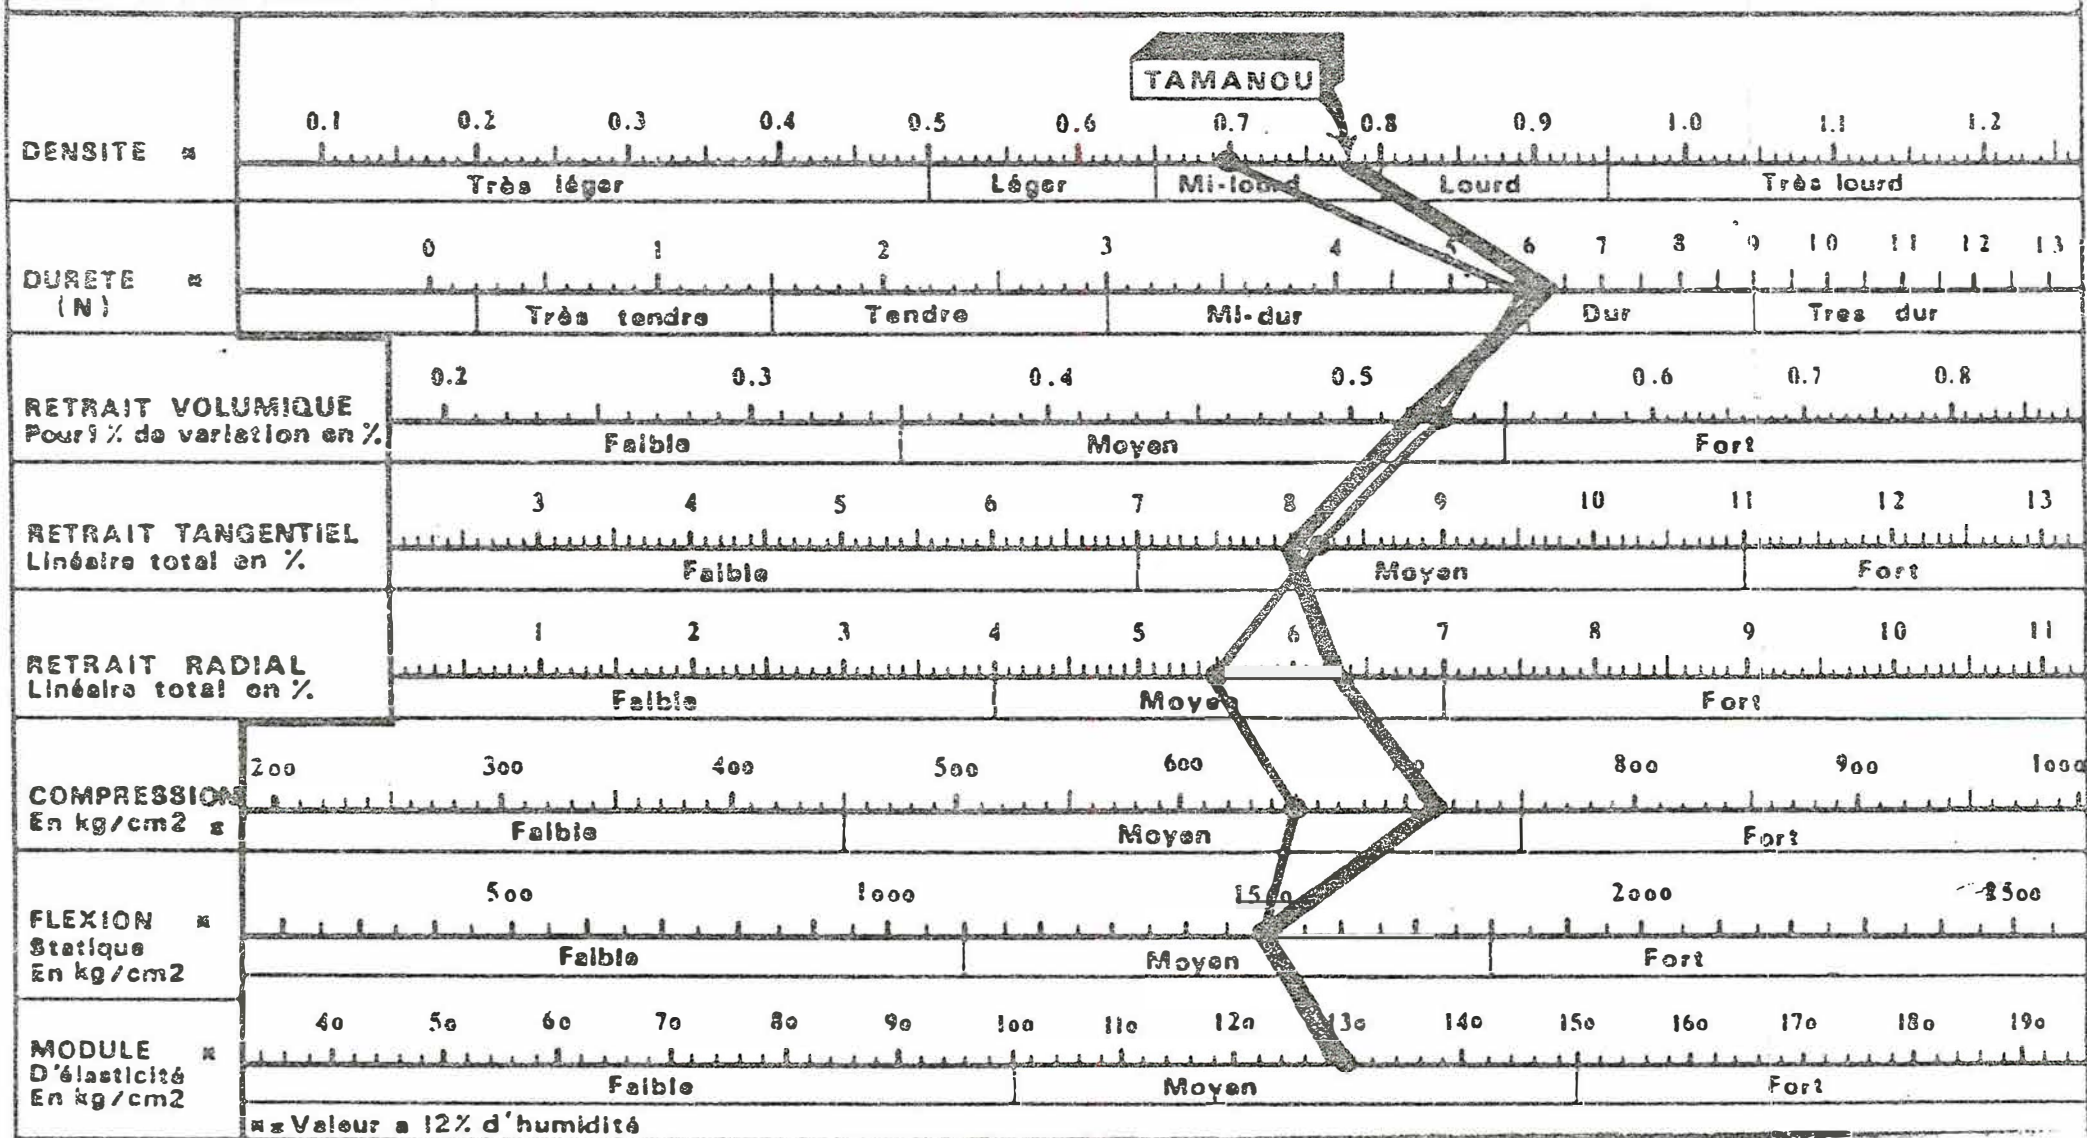 TAMANOU
0.1 0.2 0.3 0.4 0.5 0.6 0.7 0.8 0.9 1.0 1.1 1.2
DENSITE ¤
Très léger Léger Mi-lourd Lourd Très lourd
0 1 2 3 4 5 6 7 8 9 10 11 12 13
DURETE ¤
(N)
Très tendre Tendre Mi-dur Dur Tres dur
0.2 0.3 0.4 0.5 0.6 0.7 0.8
RETRAIT VOLUMIQUE
Pour 1 % de variation en %
Faible Moyen Fort
3 4 5 6 7 8 9 10 11 12 13
RETRAIT TANGENTIEL
Linéaire total en %
Faible Moyen Fort
1 2 3 4 5 6 7 8 9 10 11
RETRAIT RADIAL
Linéaire total en %
Faible Moyen Fort
200 300 400 500 600 800 900 1000
COMPRESSION
En kg/cm2 ¤
Faible Moyen Fort
500 1000 1500 2000 2500
FLEXION ¤
Statique
En kg/cm2
Faible Moyen Fort
40 50 60 70 80 90 100 110 120 130 140 150 160 170 180 190
MODULE ¤
D'élasticité
En kg/cm2
Faible Moyen Fort
¤=Valeur a 12% d'humidité